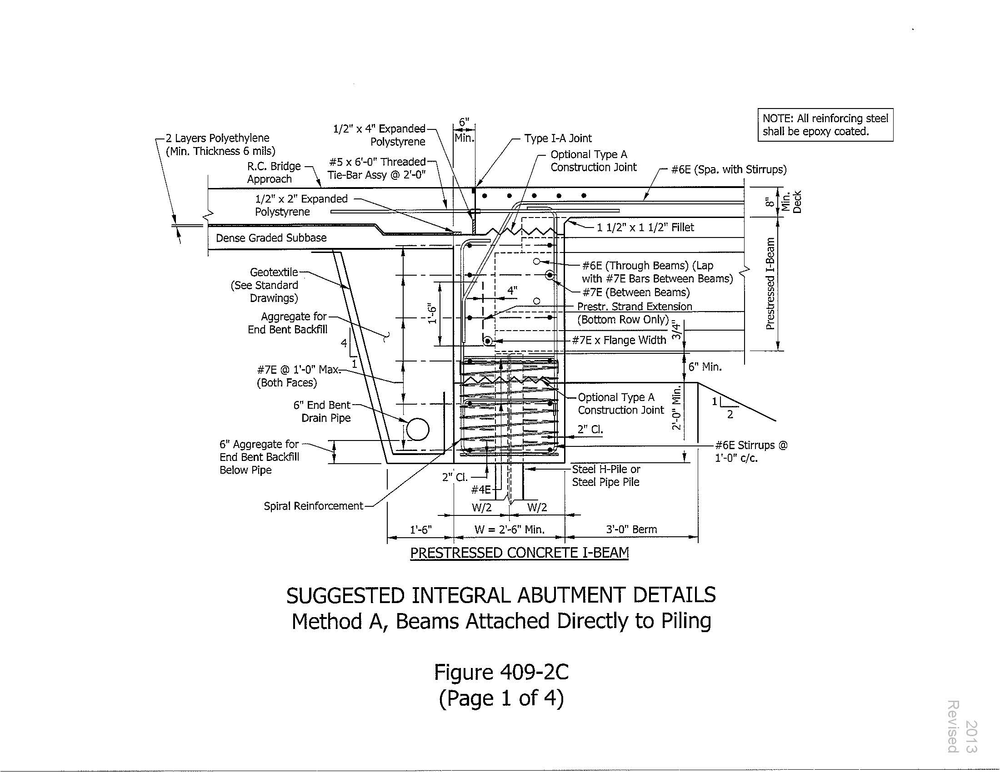 NOTE: All reinforcing steel
shall be epoxy coated.
6"
Min.
1/2" x 4" Expanded
Polystyrene
2 Layers Polyethylene
(Min. Thickness 6 mils)
Type I-A Joint
Optional Type A
Construction Joint
#5 x 6'-0" Threaded
Tie-Bar Assy @ 2'-0"
R.C. Bridge
Approach
#6E (Spa. with Stirrups)
8"
Min.
Deck
1/2" x 2" Expanded
Polystyrene
1 1/2" x 1 1/2" Fillet
Dense Graded Subbase
Prestressed I-Beam
Geotextile
(See Standard
Drawings)
#6E (Through Beams) (Lap
with #7E Bars Between Beams)
#7E (Between Beams)
4"
1'-6"
Prestr. Strand Extension
(Bottom Row Only)
Aggregate for
End Bent Backfill
3/4"
#7E x Flange Width
4
1
#7E @ 1'-0" Max.
(Both Faces)
6" Min.
Optional Type A
Construction Joint
2'-0" Min.
1
2
6" End Bent
Drain Pipe
2" Cl.
6" Aggregate for
End Bent Backfill
Below Pipe
#6E Stirrups @
1'-0" c/c.
2" Cl.
Steel H-Pile or
Steel Pipe Pile
#4E
Spiral Reinforcement
W/2
W/2
1'-6"
W = 2'-6" Min.
3'-0" Berm
PRESTRESSED CONCRETE I-BEAM
SUGGESTED INTEGRAL ABUTMENT DETAILS
Method A, Beams Attached Directly to Piling
Figure 409-2C
(Page 1 of 4)
2013
Revised